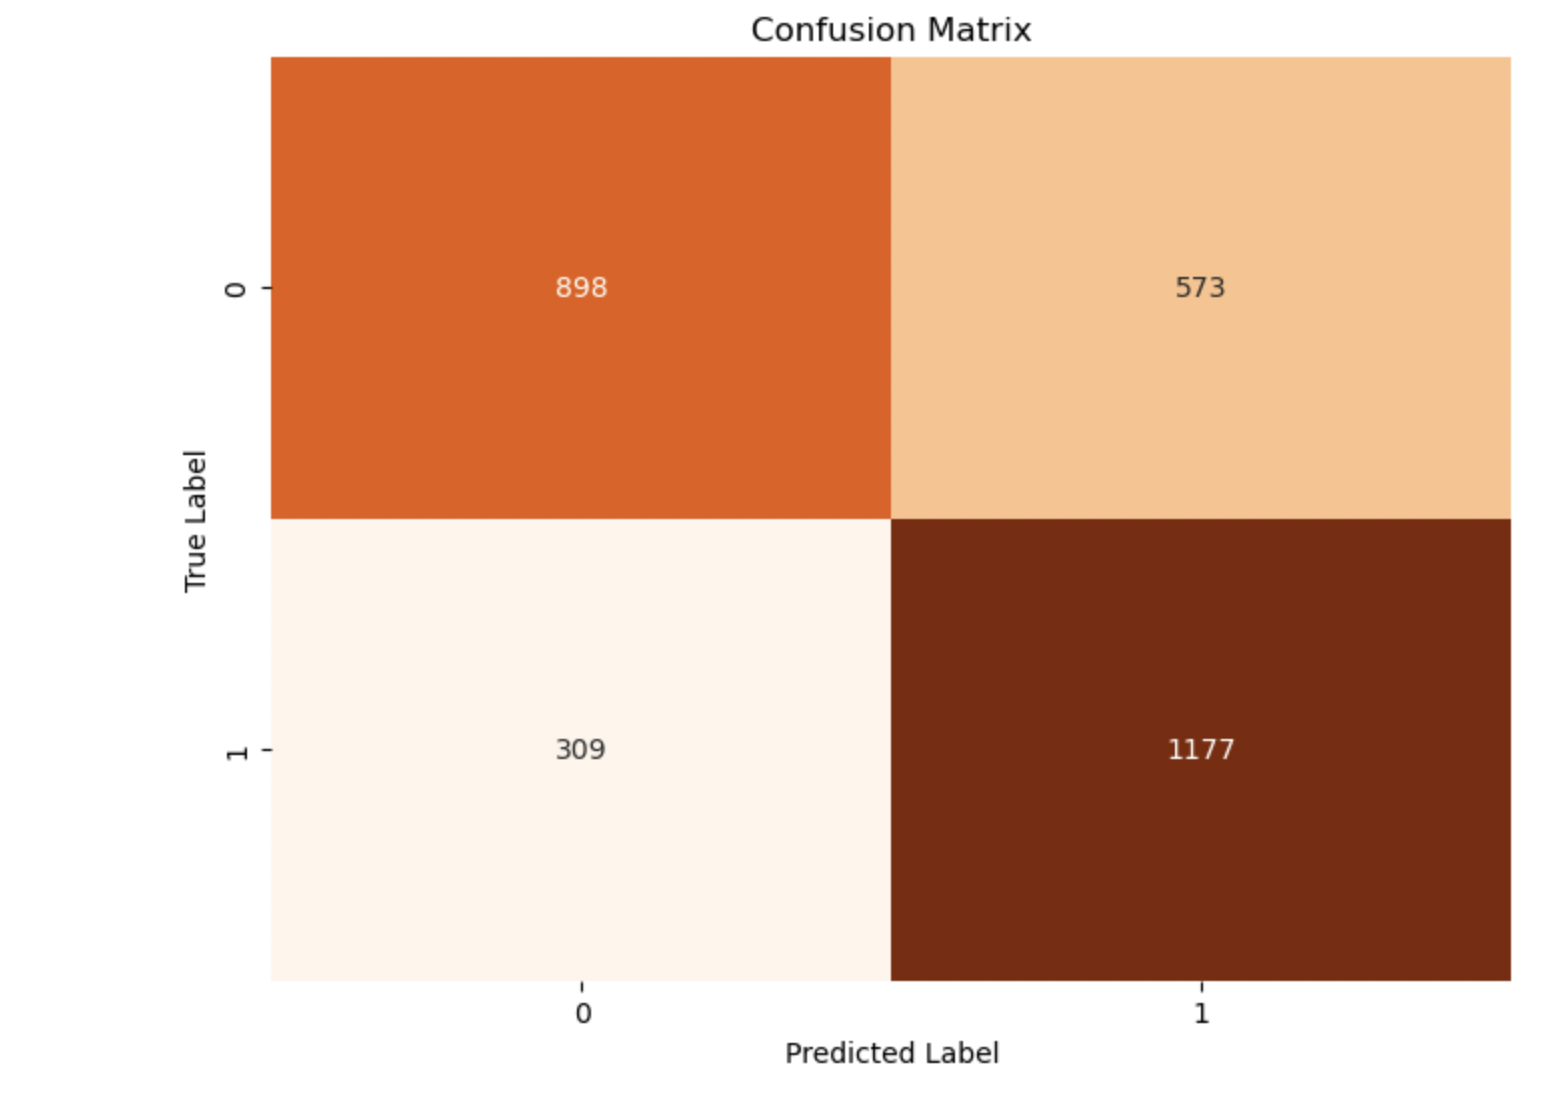 Confusion Matrix
898 573
309 1177
0
1
True Label
0 1
Predicted Label